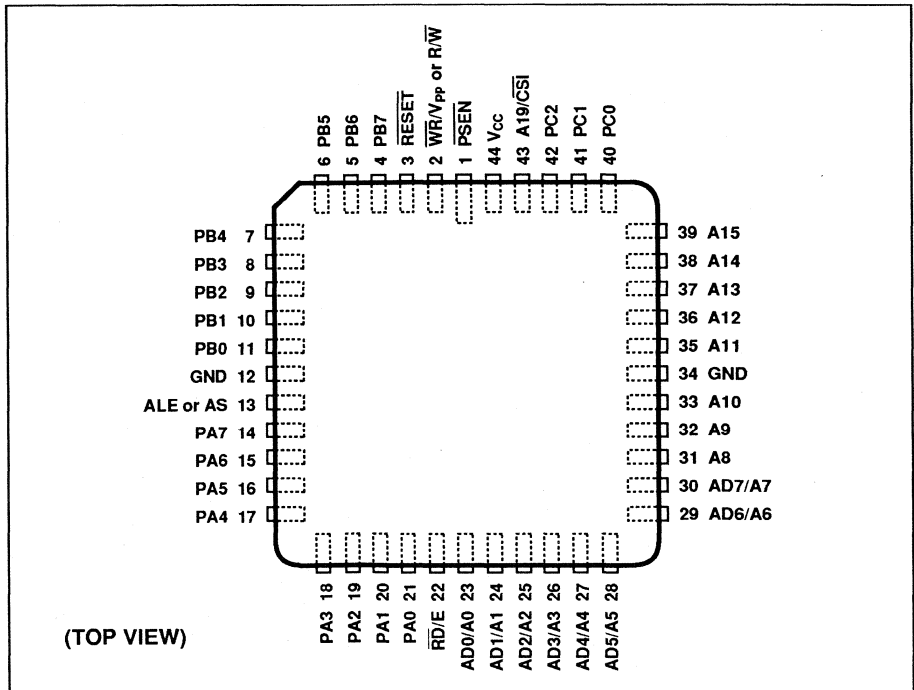 6 PB5
5 PB6
4 PB7
3 R̅E̅S̅E̅T̅
2 W̅R̅/VPP or R/W̅
1 P̅S̅E̅N̅
44 VCC
43 A19/C̅S̅I̅
42 PC2
41 PC1
40 PC0
PB4 7
PB3 8
PB2 9
PB1 10
PB0 11
GND 12
ALE or AS 13
PA7 14
PA6 15
PA5 16
PA4 17
39 A15
38 A14
37 A13
36 A12
35 A11
34 GND
33 A10
32 A9
31 A8
30 AD7/A7
29 AD6/A6
PA3 18
PA2 19
PA1 20
PA0 21
R̅D̅/E 22
AD0/A0 23
AD1/A1 24
AD2/A2 25
AD3/A3 26
AD4/A4 27
AD5/A5 28
(TOP VIEW)